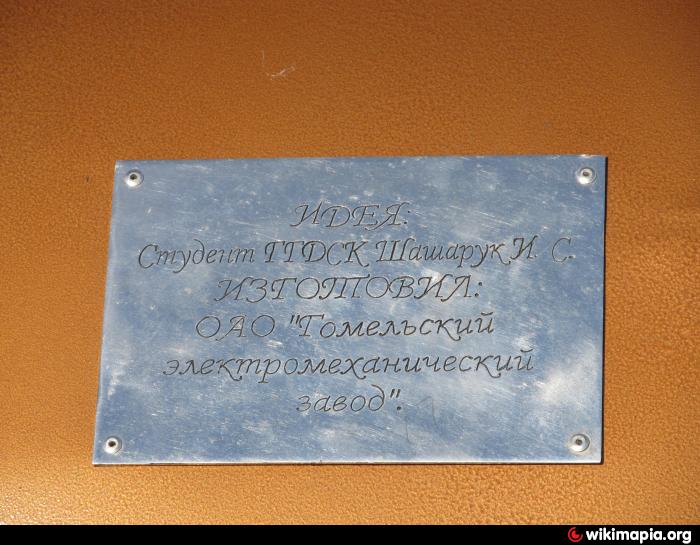 ИДЕЯ:
Студент ГГДСК Шашарук И. С.
ИЗГОТОВИЛ:
ОАО "Гомельский
электромеханический
завод".
wikimapia.org